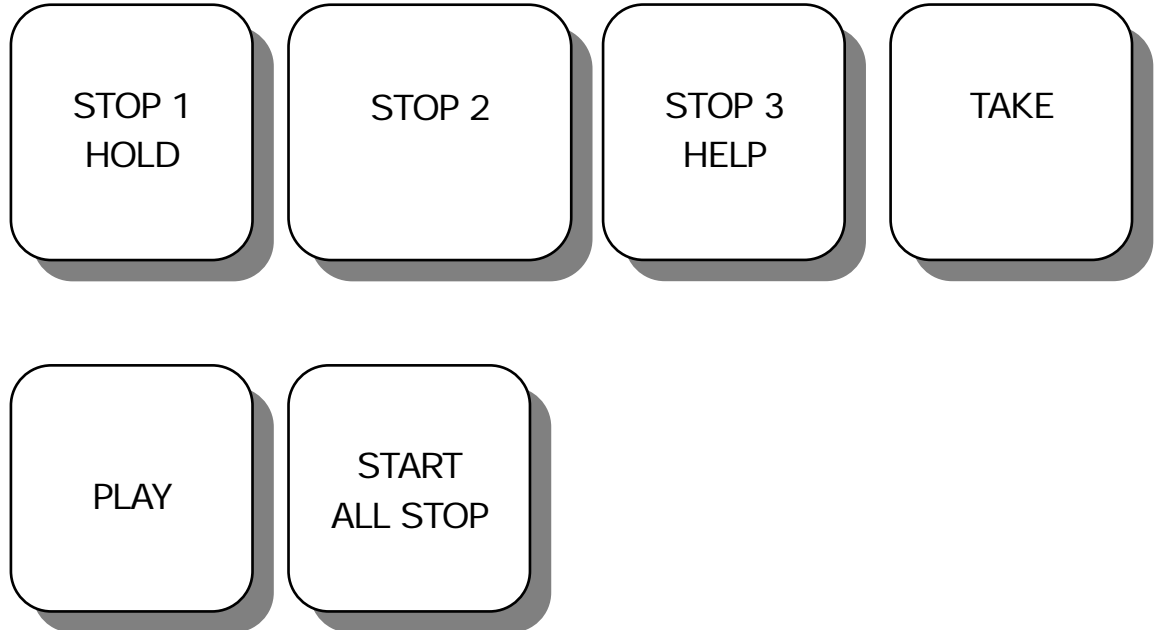 STOP 1
HOLD
STOP 2
STOP 3
HELP
TAKE
PLAY
START
ALL STOP